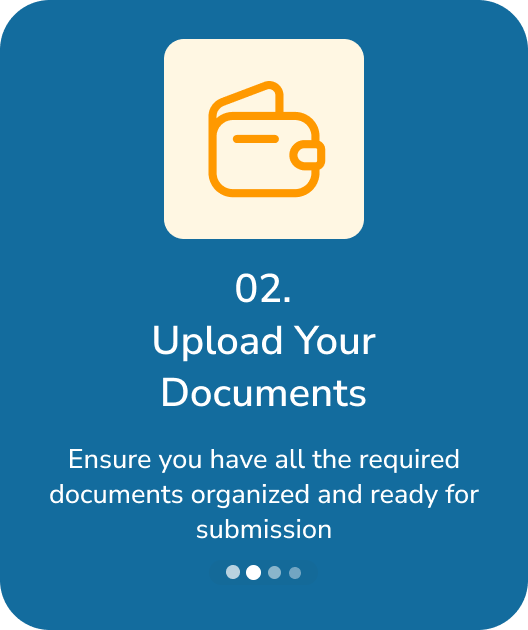 02.
Upload Your
Documents
Ensure you have all the required
documents organized and ready for
submission